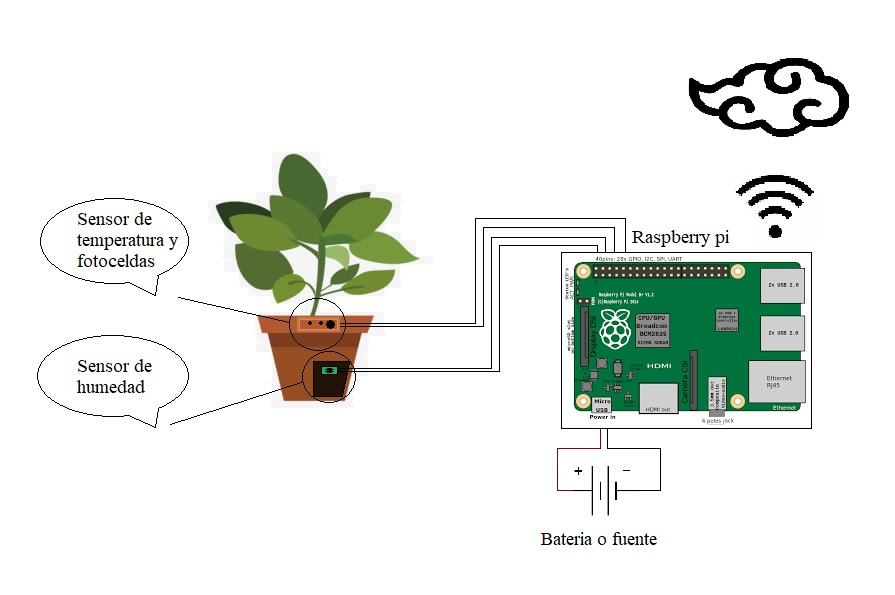 Sensor de
temperatura y
fotoceldas
Sensor de
humedad
Raspberry pi
40pins: 28x GPIO, I2C, SPI, UART
Raspberry Pi Model B+ V1.2
(C)Raspberry Pi 2014
CPU/GPU
Broadcon
BCM2835
512MB SDRAM
Display DSI
HDMI
HDMI out
Camera CSI
2x USB 2.0
2x USB 2.0
Ethernet
RJ45
Ethernet
Micro
USB
Power in
3.5mm out
Composite
Video+audio
4 poles jack
+
−
Bateria o fuente